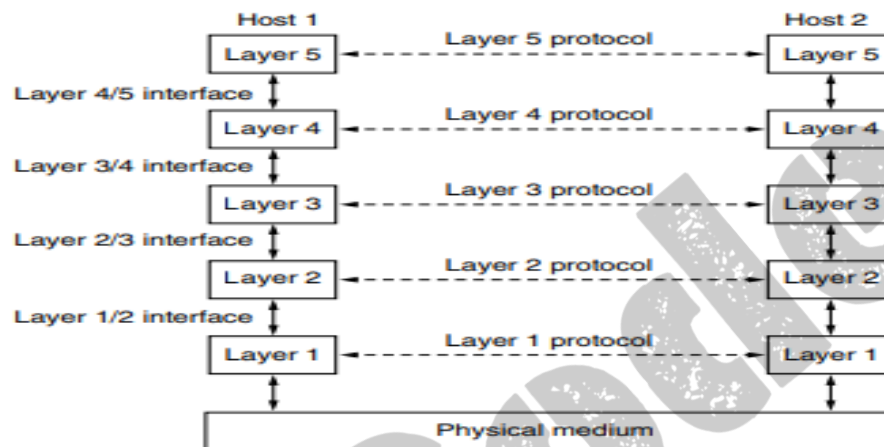 Host 1 Host 2
Layer 5 Layer 5 protocol Layer 5
Layer 4/5 interface
Layer 4 Layer 4 protocol Layer 4
Layer 3/4 interface
Layer 3 Layer 3 protocol Layer 3
Layer 2/3 interface
Layer 2 Layer 2 protocol Layer 2
Layer 1/2 interface
Layer 1 Layer 1 protocol Layer 1
Physical medium